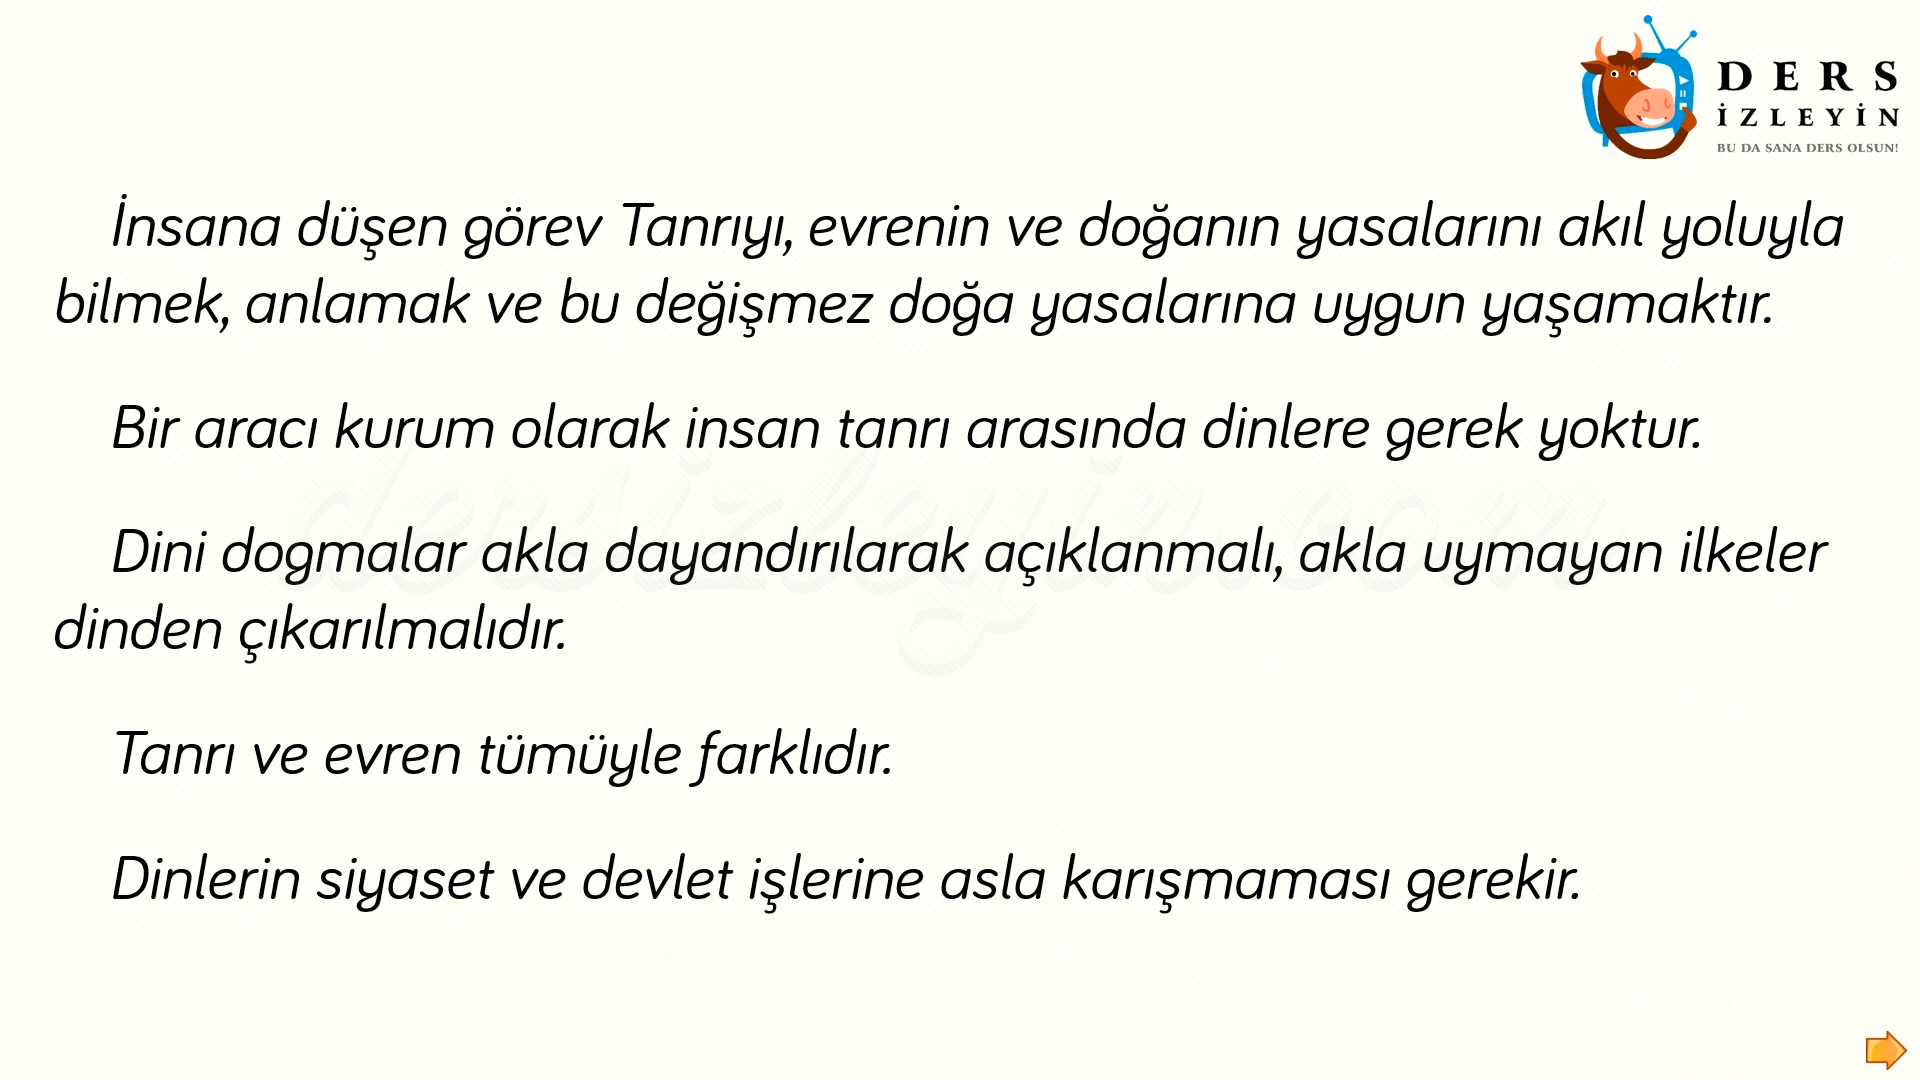 DERS
İZLEYİN
BU DA SANA DERS OLSUN!
İnsana düşen görev Tanrıyı, evrenin ve doğanın yasalarını akıl yoluyla
bilmek, anlamak ve bu değişmez doğa yasalarına uygun yaşamaktır.
Bir aracı kurum olarak insan tanrı arasında dinlere gerek yoktur.
dersizleyin.com
Dini dogmalar akla dayandırılarak açıklanmalı, akla uymayan ilkeler
dinden çıkarılmalıdır.
Tanrı ve evren tümüyle farklıdır.
Dinlerin siyaset ve devlet işlerine asla karışmaması gerekir.